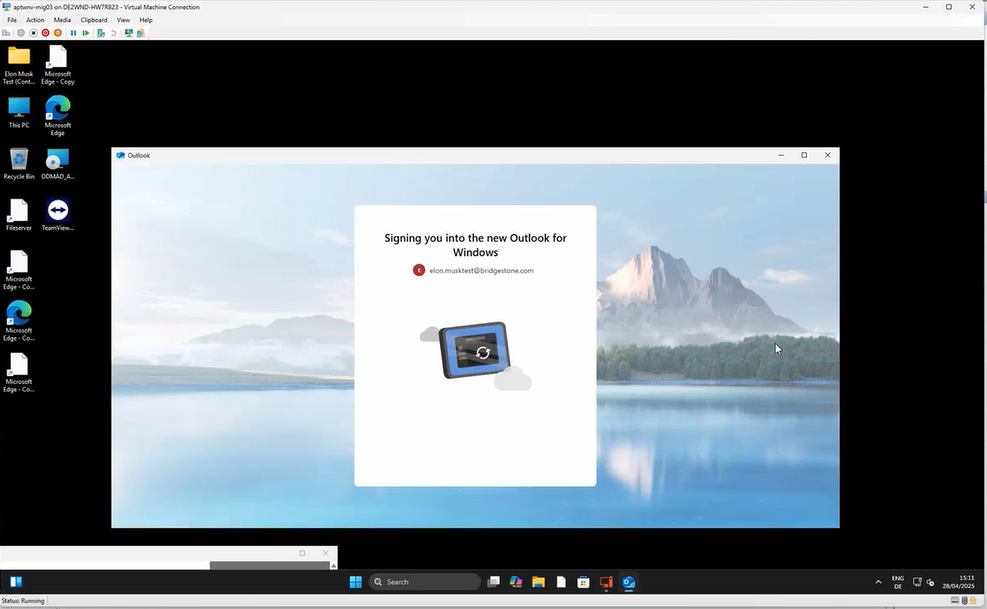 aptwnv-mig03 on DE2WND-HW7RB23 - Virtual Machine Connection
File Action Media Clipboard View Help
Elon Musk
Test (Cont...
Microsoft
Edge - Copy
This PC
Microsoft
Edge
Recycle Bin
ODMAD_A...
Fileserver
TeamView...
Microsoft
Edge - Co...
Microsoft
Edge - Co...
Microsoft
Edge - Co...
Outlook
Signing you into the new Outlook for
Windows
E
elon.musktest@bridgestone.com
Search
ENG
DE
15:11
28/04/2025
Status: Running